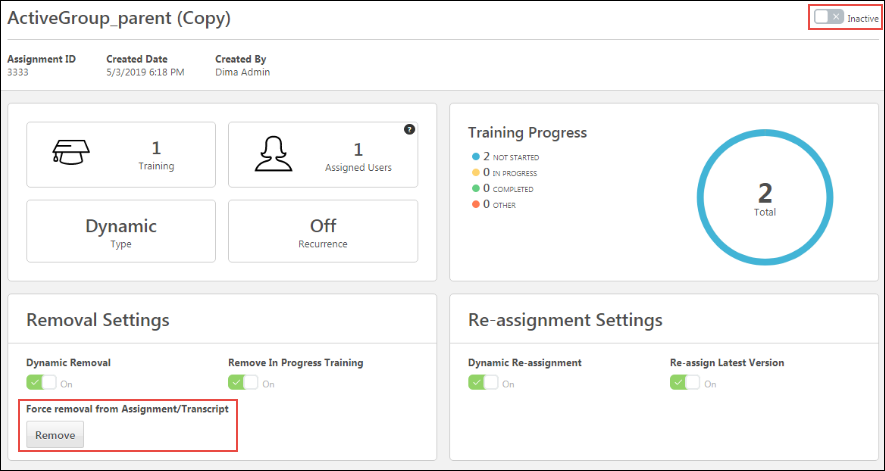 ActiveGroup_parent (Copy)
Inactive
Assignment ID Created Date Created By
3333 5/3/2019 6:18 PM Dima Admin
1
Training
?
1
Assigned Users
Dynamic
Type
Off
Recurrence
Training Progress
2 NOT STARTED
0 IN PROGRESS
0 COMPLETED
0 OTHER
2
Total
Removal Settings
Dynamic Removal Remove In Progress Training
On On
Force removal from Assignment/Transcript
Remove
Re-assignment Settings
Dynamic Re-assignment Re-assign Latest Version
On On